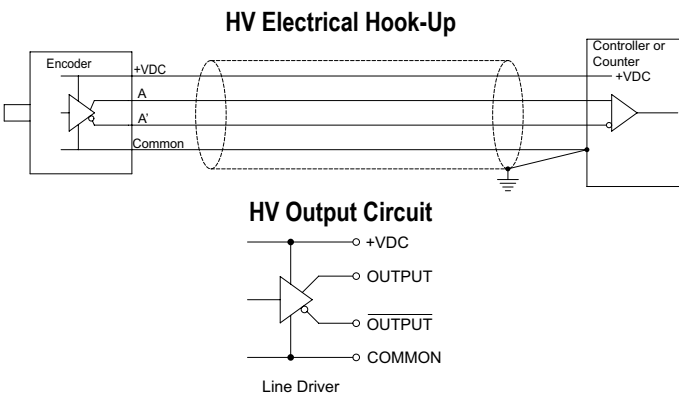 HV Electrical Hook-Up
Encoder
+VDC
A
A'
Common
Controller or
Counter
+VDC
HV Output Circuit
+VDC
OUTPUT
OUTPUT
COMMON
Line Driver